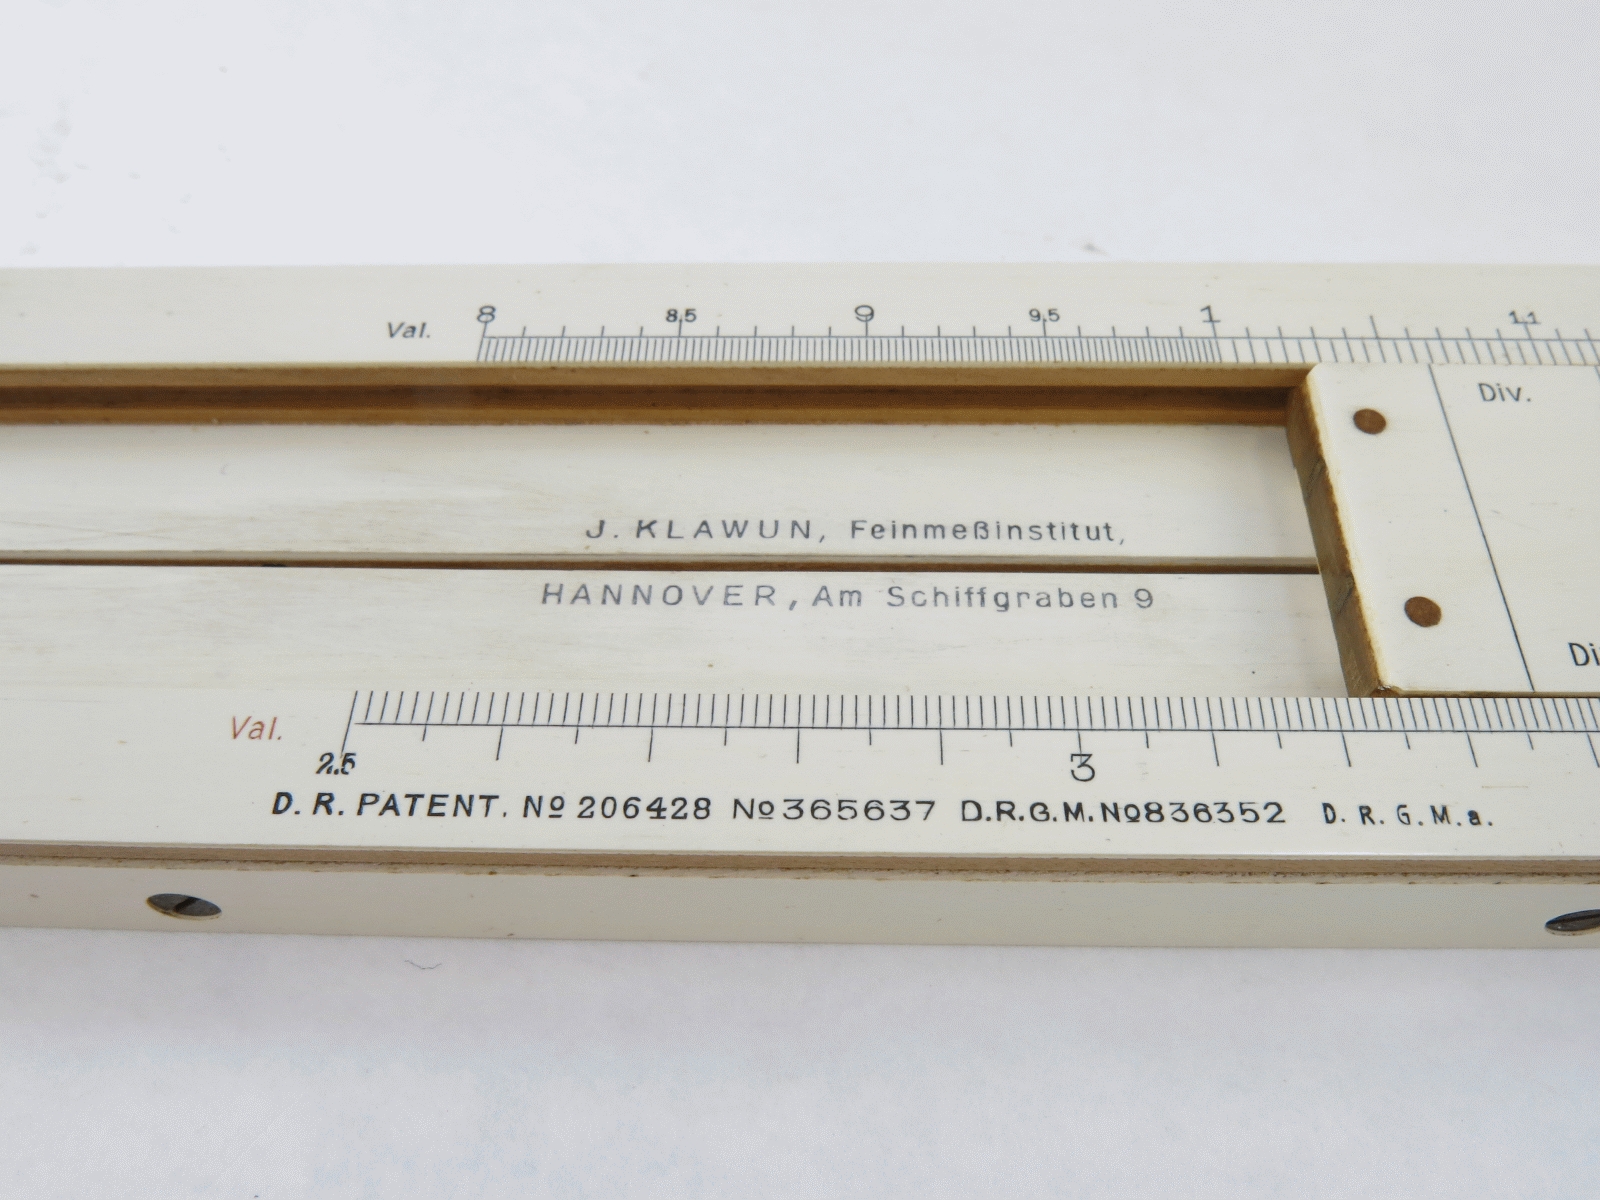 Val. 8 8.5 9 9.5 1 1.1
Div.
J. KLAWUN, Feinmeßinstitut,
HANNOVER, Am Schiffgraben 9
Val. 2.5 3
D. R. PATENT. № 206428 №365637 D.R.G.M.№836352 D. R. G. M. a.